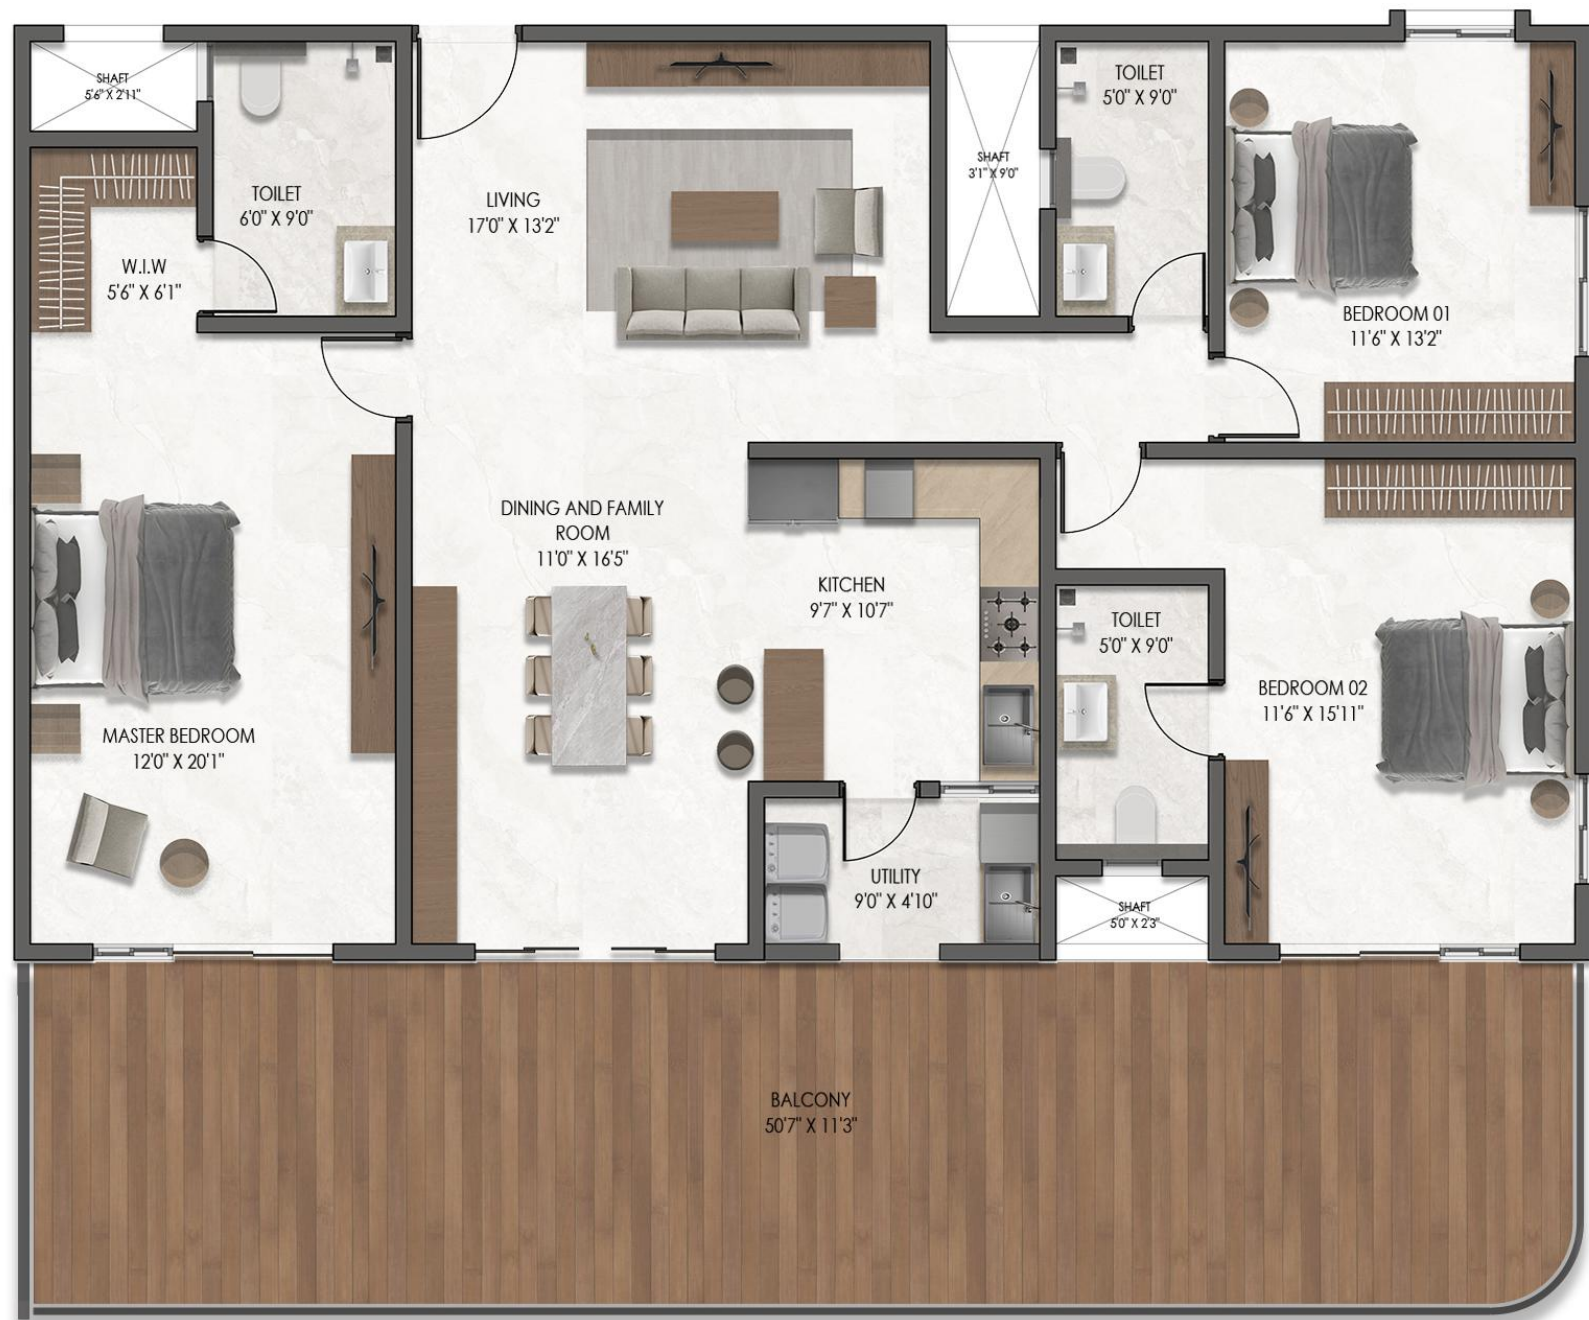 SHAFT
5'6" X 2'11"
TOILET
6'0" X 9'0"
W.I.W
5'6" X 6'1"
LIVING
17'0" X 13'2"
SHAFT
3'1" X 9'0"
TOILET
5'0" X 9'0"
BEDROOM 01
11'6" X 13'2"
DINING AND FAMILY
ROOM
11'0" X 16'5"
KITCHEN
9'7" X 10'7"
TOILET
5'0" X 9'0"
BEDROOM 02
11'6" X 15'11"
MASTER BEDROOM
12'0" X 20'1"
UTILITY
9'0" X 4'10"
SHAFT
5'0" X 2'3"
BALCONY
50'7" X 11'3"